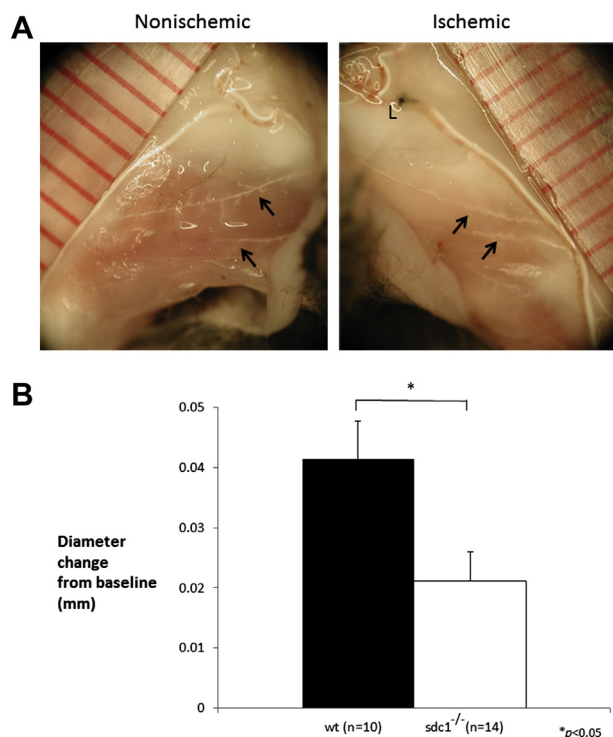 A
Nonischemic
Ischemic
L
B
0.05
*
0.04
0.03
Diameter
change
from baseline
(mm)
0.02
0.01
0
wt (n=10)
sdc1-/-(n=14)
*p<0.05